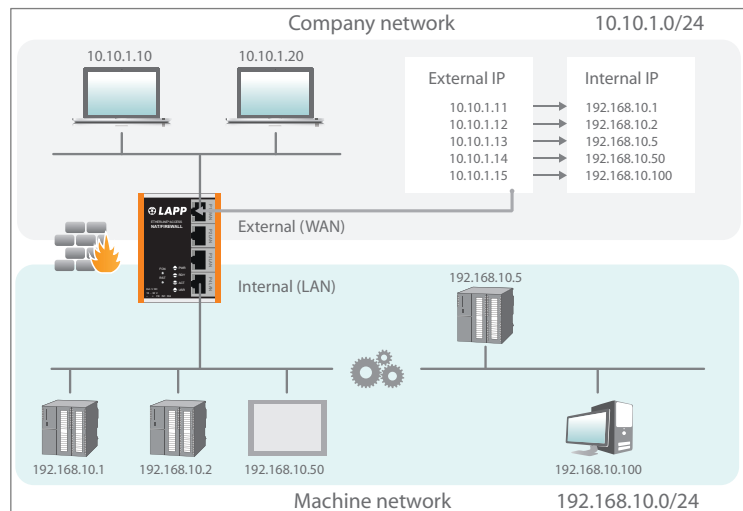 Company network 10.10.1.0/24
10.10.1.10
10.10.1.20
External IP
10.10.1.11
10.10.1.12
10.10.1.13
10.10.1.14
10.10.1.15
Internal IP
192.168.10.1
192.168.10.2
192.168.10.5
192.168.10.50
192.168.10.100
LAPP
NAT/FIREWALL
External (WAN)
Internal (LAN)
192.168.10.5
192.168.10.1
192.168.10.2
192.168.10.50
192.168.10.100
Machine network 192.168.10.0/24